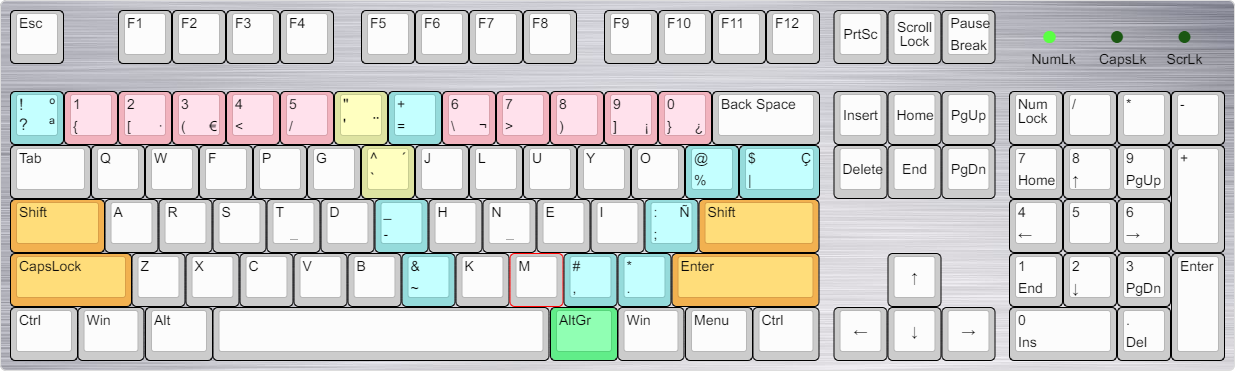 Esc F1 F2 F3 F4 F5 F6 F7 F8 F9 F10 F11 F12 PrtSc Scroll Lock Pause Break
NumLk CapsLk ScrLk
! º 1 2 3 4 5 " + 6 7 8 9 0 Back Space Insert Home PgUp Num Lock / * -
? ª { [ · ( € < / ' ¨ = \ ¬ > ) ] ¡ } ¿
Tab Q W F P G ^ ´ J L U Y O @ $ Ç Delete End PgDn 7 8 9 +
` % | Home ↑ PgUp
Shift A R S T D _ H N E I : Ñ Shift 4 5 6
_ - _ ; ← →
CapsLock Z X C V B & K M # * Enter ↑ 1 2 3 Enter
~ , . End ↓ PgDn
Ctrl Win Alt AltGr Win Menu Ctrl ← ↓ → 0 .
Ins Del